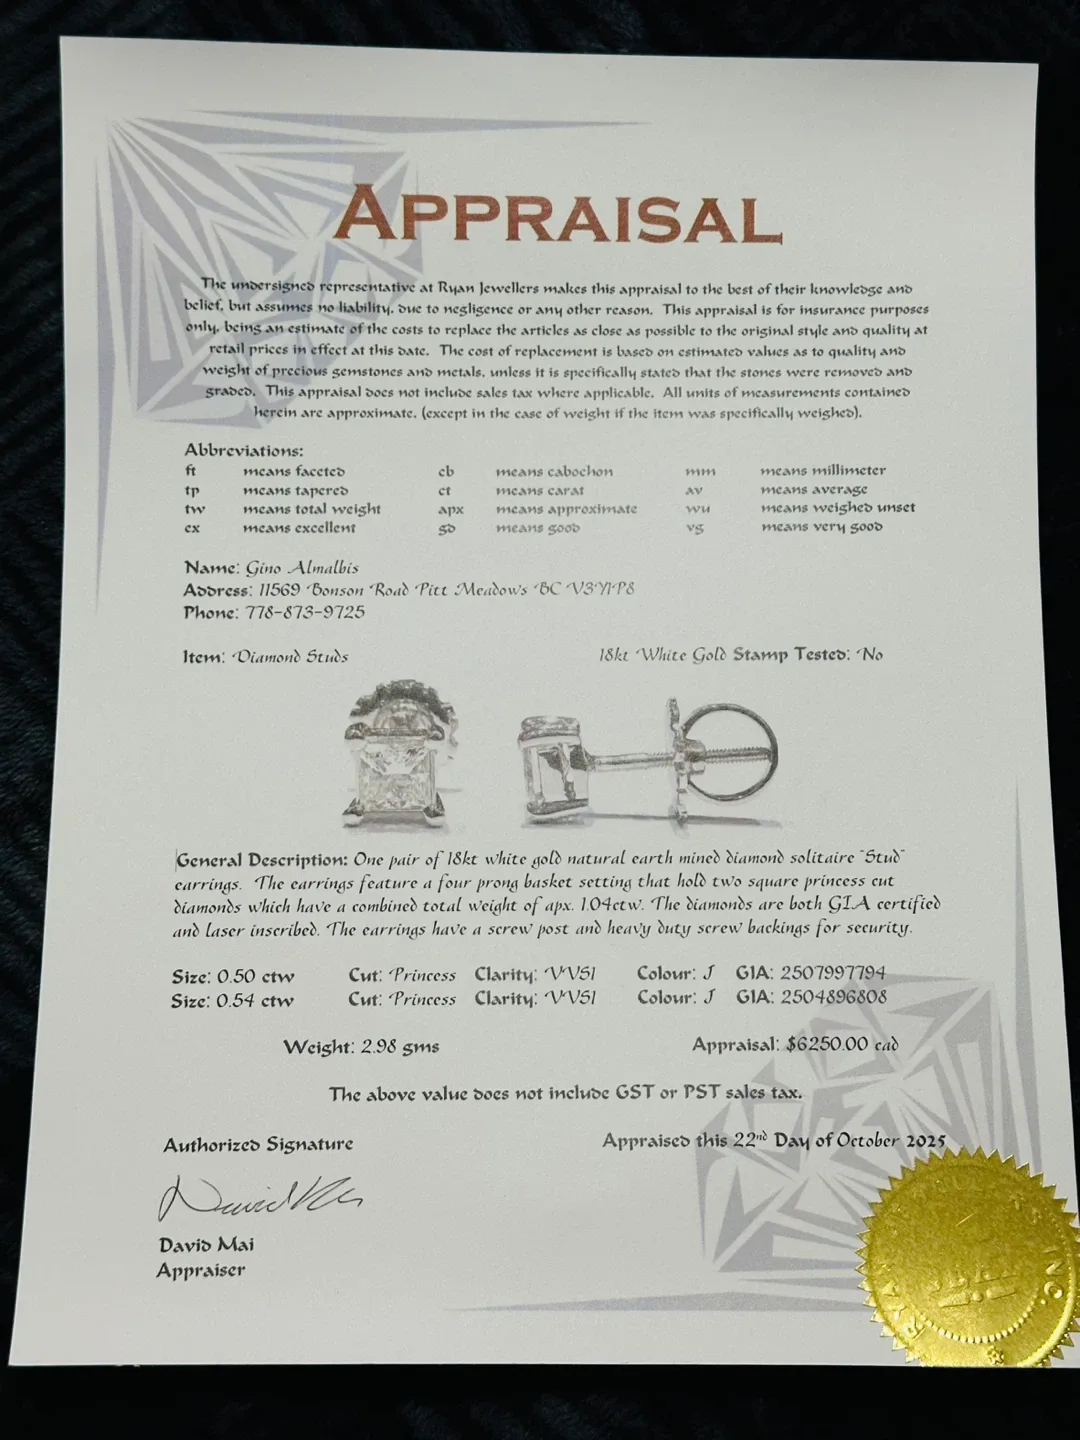 APPRAISAL
The undersigned representative at Ryan Jewellers makes this appraisal to the best of their knowledge and
belief, but assumes no liability, due to negligence or any other reason. This appraisal is for insurance purposes
only, being an estimate of the costs to replace the articles as close as possible to the original style and quality at
retail prices in effect at this date. The cost of replacement is based on estimated values as to quality and
weight of precious gemstones and metals, unless it is specifically stated that the stones were removed and
graded. This appraisal does not include sales tax where applicable. All units of measurements contained
herein are approximate, (except in the case of weight if the item was specifically weighed).
Abbreviations:
ft means faceted cb means cabochon mm means millimeter
tp means tapered ct means carat av means average
tw means total weight apx means approximate wu means weighed unset
ex means excellent gd means good vg means very good
Name: Gino Almalbis
Address: 11569 Bonson Road Pitt Meadows BC V3Y1P8
Phone: 778-873-9725
Item: Diamond Studs 18kt White Gold Stamp Tested: No
General Description: One pair of 18kt white gold natural earth mined diamond solitaire "Stud"
earrings. The earrings feature a four prong basket setting that hold two square princess cut
diamonds which have a combined total weight of apx. 1.04ctw. The diamonds are both GIA certified
and laser inscribed. The earrings have a screw post and heavy duty screw backings for security.
Size: 0.50 ctw Cut: Princess Clarity: VVS1 Colour: J GIA: 2507997794
Size: 0.54 ctw Cut: Princess Clarity: VVS1 Colour: J GIA: 2504896808
Weight: 2.98 gms Appraisal: $6250.00 cad
The above value does not include GST or PST sales tax.
Authorized Signature Appraised this 22nd Day of October 2025
David Mai
Appraiser
INC.